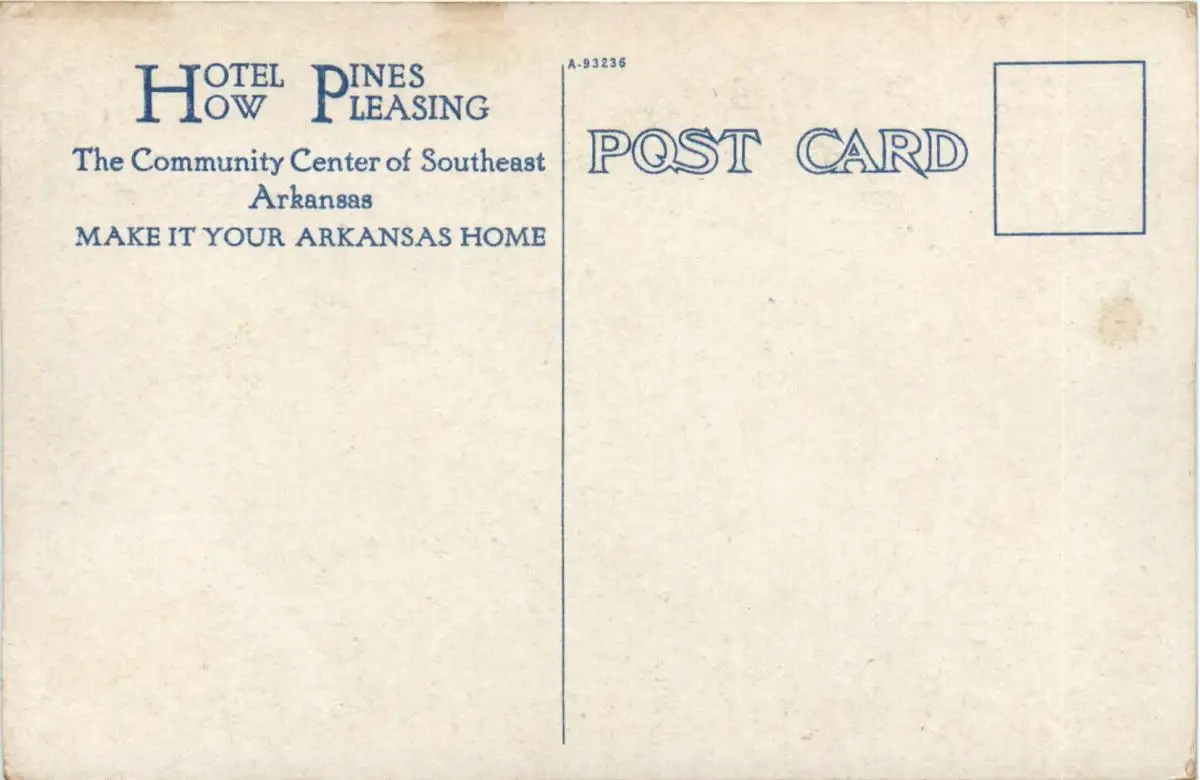 HOTEL PINES
HOW PLEASING
The Community Center of Southeast
Arkansas
MAKE IT YOUR ARKANSAS HOME
A-93236
POST CARD